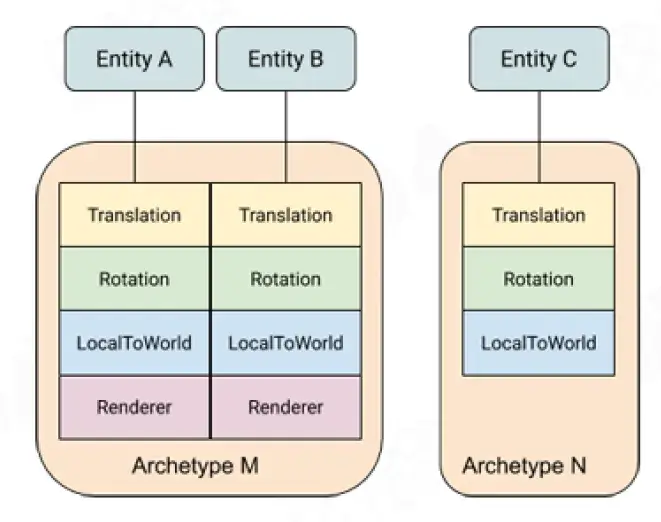 Entity A Entity B Entity C
Translation Translation Translation
Rotation Rotation Rotation
LocalToWorld LocalToWorld LocalToWorld
Renderer Renderer
Archetype M Archetype N